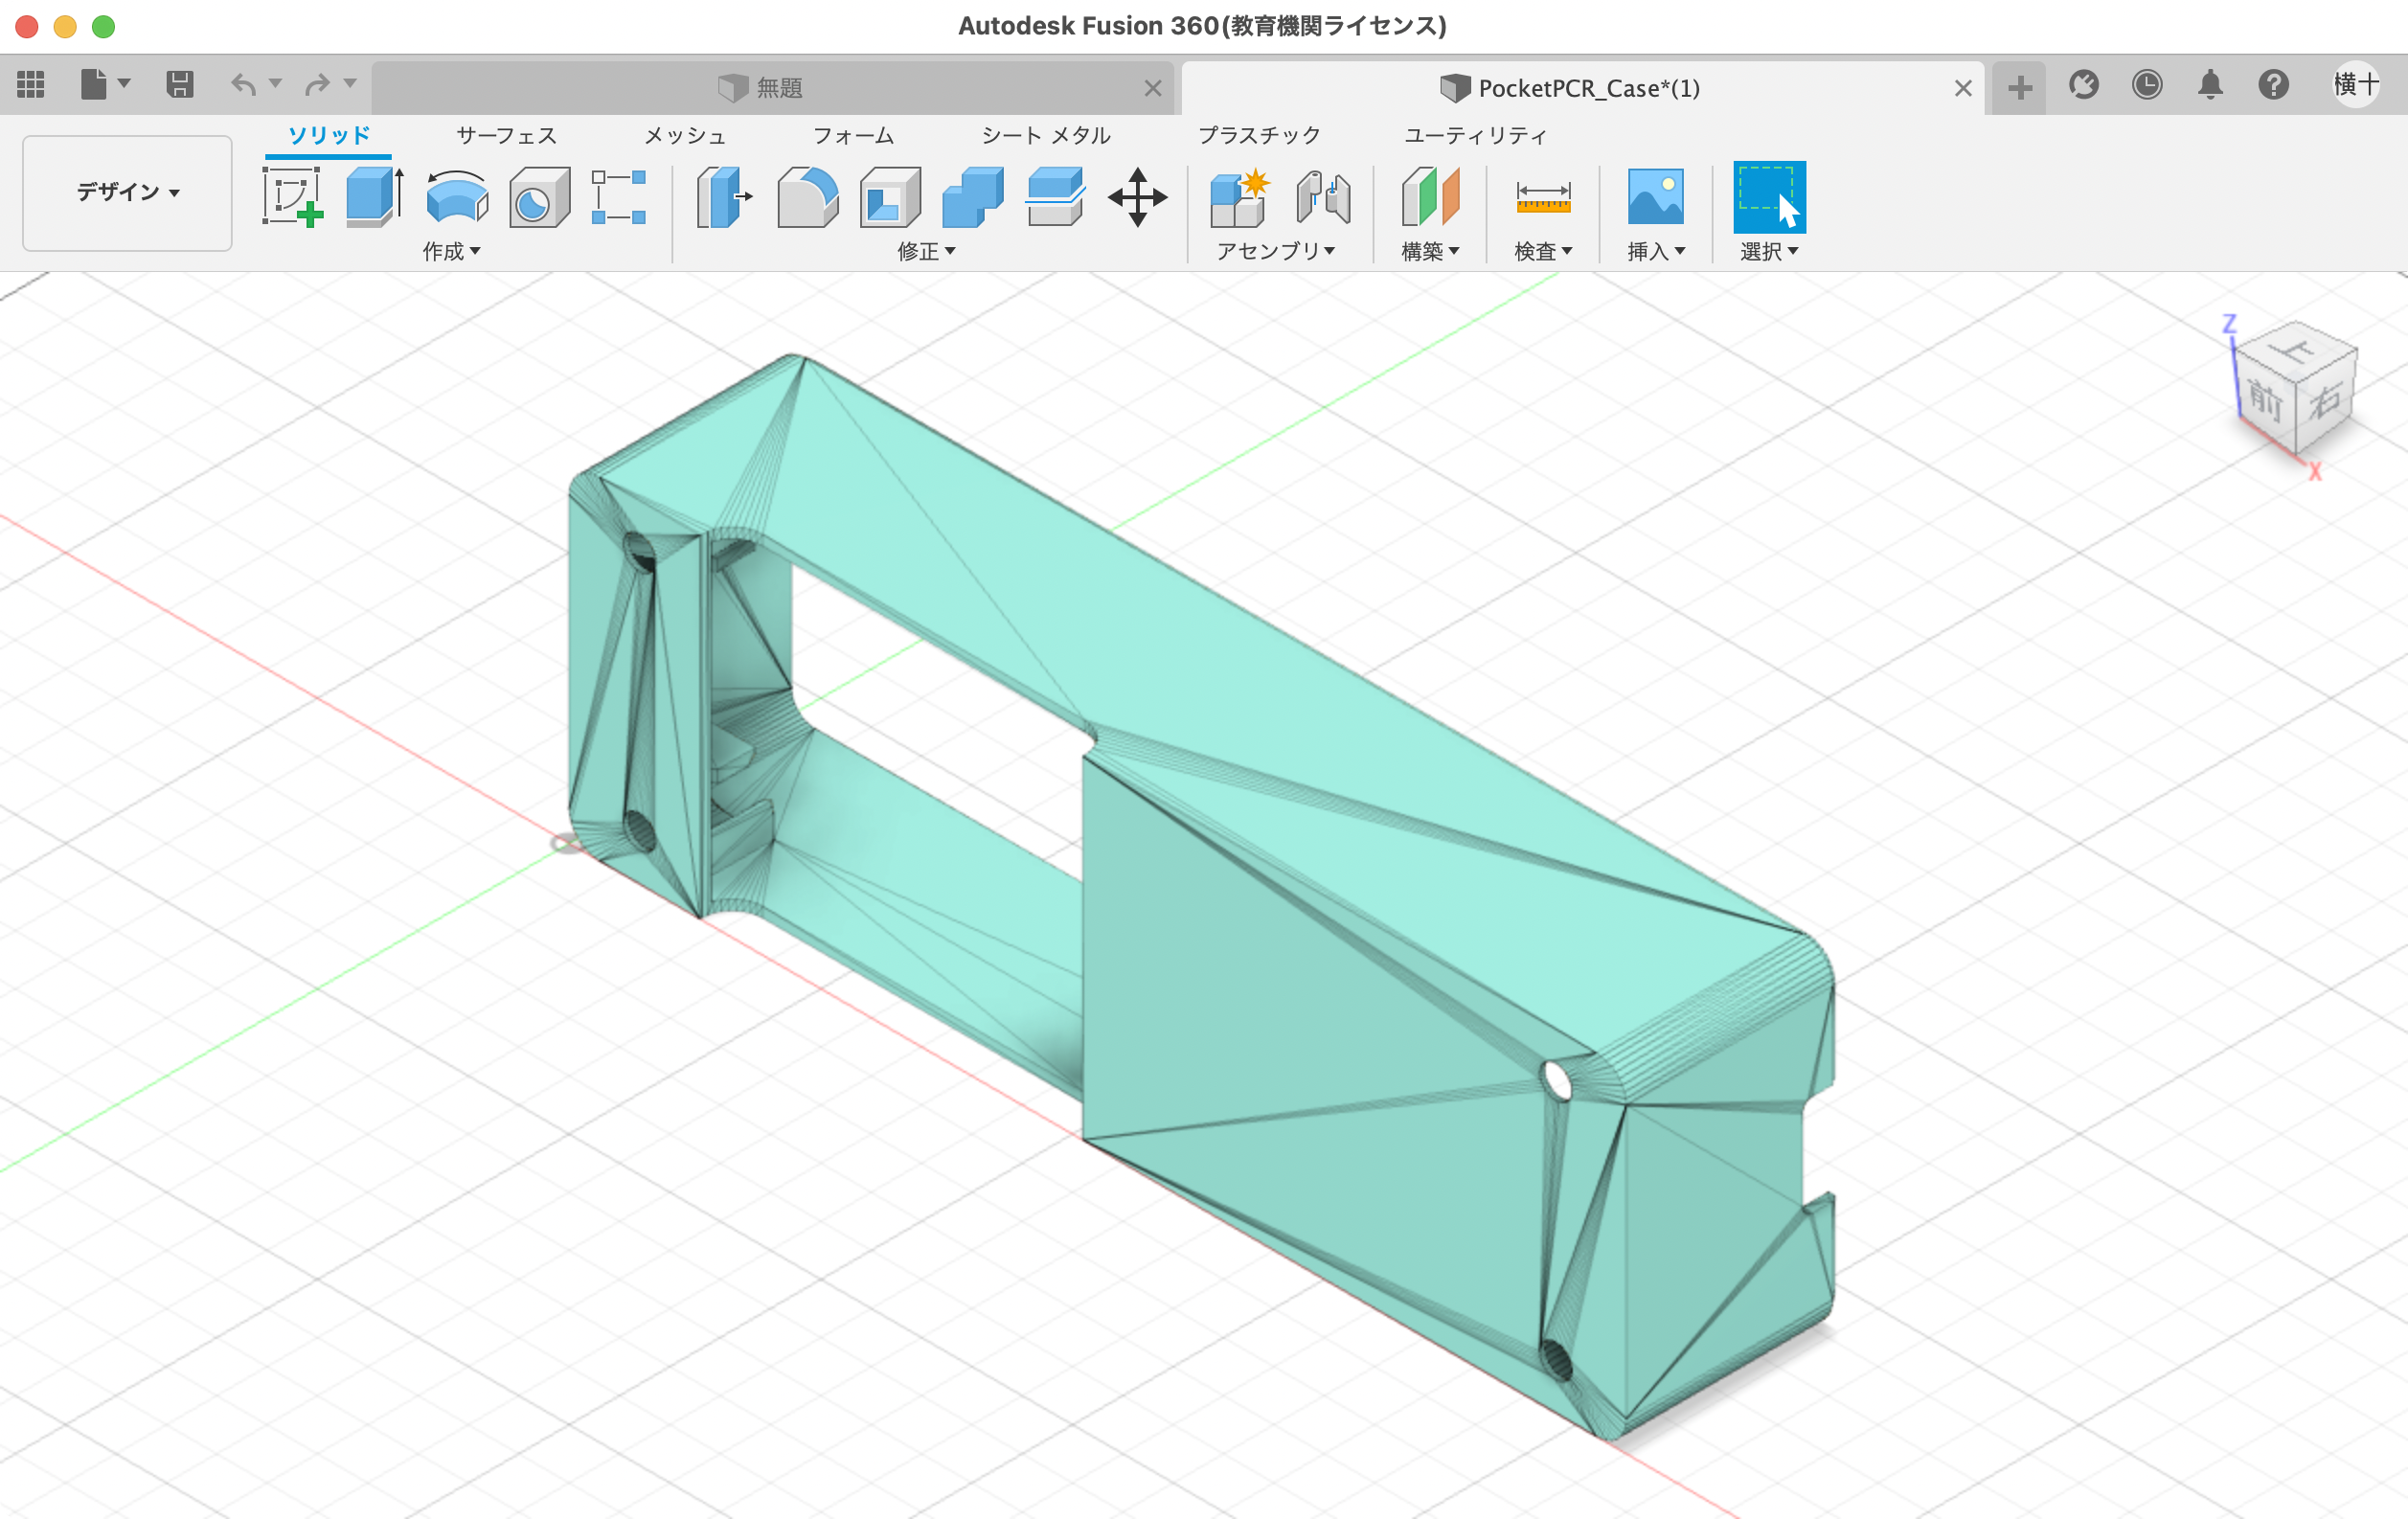 Autodesk Fusion 360(教育機関ライセンス)
無題
PocketPCR_Case*(1)
横十
デザイン
ソリッド
サーフェス
メッシュ
フォーム
シート メタル
プラスチック
ユーティリティ
作成
修正
アセンブリ
構築
検査
挿入
選択
Z
上
前
右
X